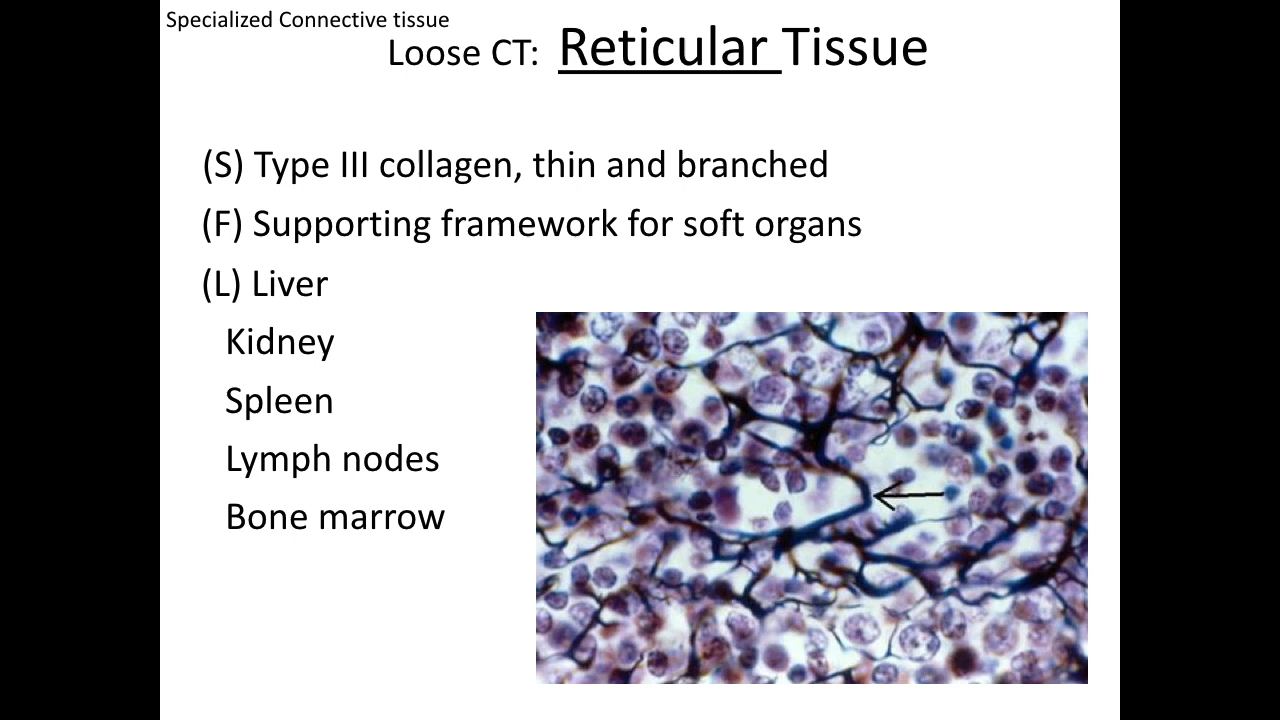 Specialized Connective tissue
Loose CT: Reticular Tissue
(S) Type III collagen, thin and branched
(F) Supporting framework for soft organs
(L) Liver
Kidney
Spleen
Lymph nodes
Bone marrow